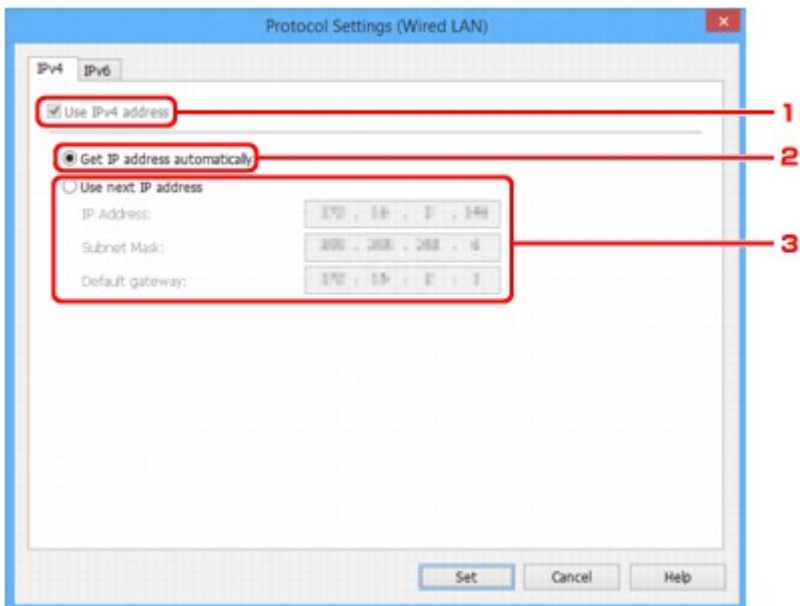 Protocol Settings (Wired LAN)
IPv4 IPv6
Use IPv4 address 1
Get IP address automatically 2
Use next IP address
IP Address:
Subnet Mask: 3
Default gateway:
Set Cancel Help